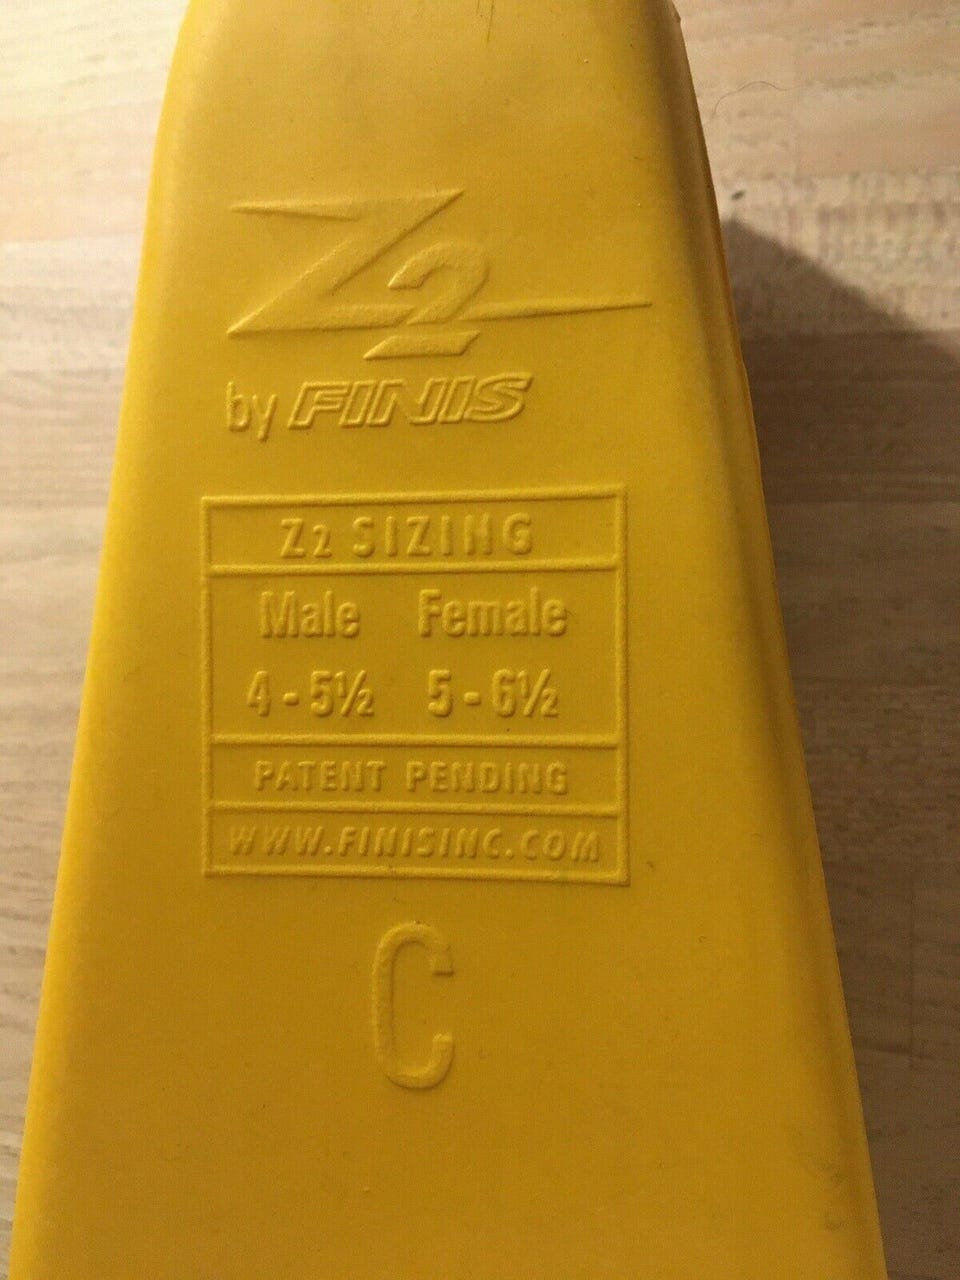 Z2
by FINIS
Z2 SIZING
Male Female
4 - 5½ 5 - 6½
PATENT PENDING
WWW.FINISINC.COM
C